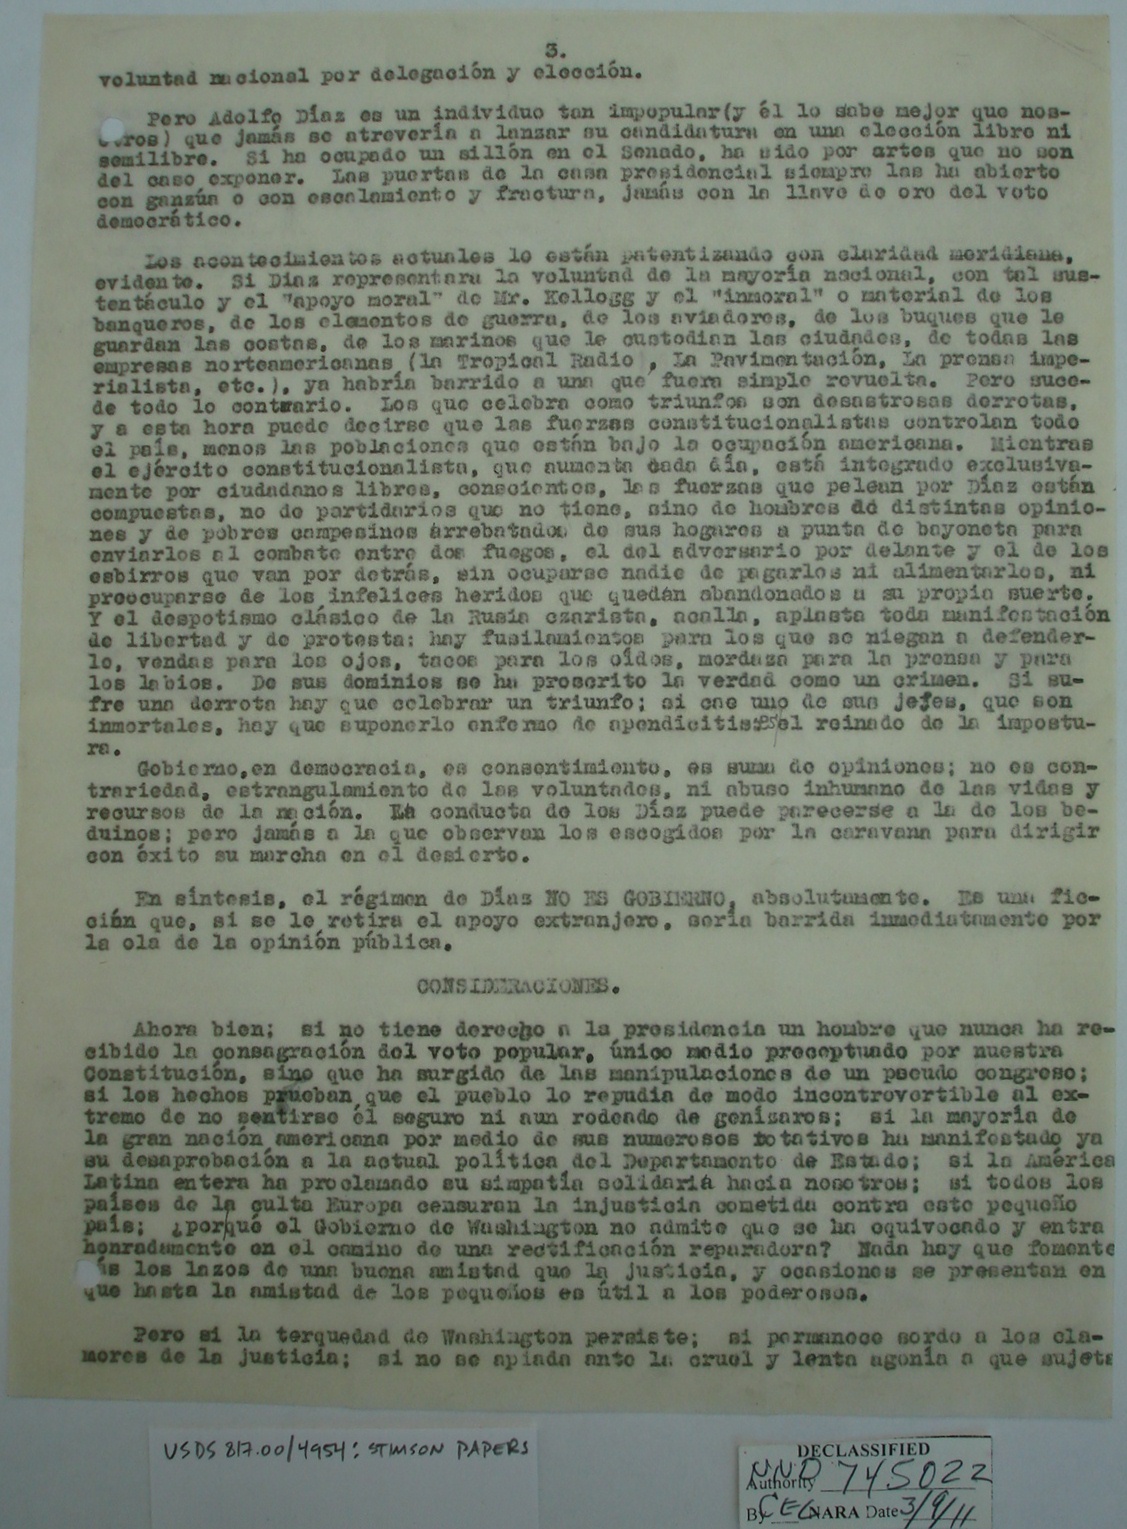 3.
voluntad nacional por delegación y elección.
Pero Adolfo Díaz es un individuo tan impopular(y él lo sabe mejor que nos-
otros) que jamás se atrevería a lanzar su candidatura en una elección libre ni
semilibre. Si ha ocupado un sillón en el Senado, ha sido por artes que no son
del caso exponer. Las puertas de la casa presidencial siempre las ha abierto
con ganzúa o con escalamiento y fractura, jamás con la llave de oro del voto
democrático.
Los acontecimientos actuales lo están patentizando con claridad meridiana,
evidente. Si Díaz representara la voluntad de la mayoría nacional, con tal sus-
tentáculo y el "apoyo moral" de Mr. Kellogg y el "inmoral" o material de los
banqueros, de los elementos de guerra, de los aviadores, de los buques que le
guardan las costas, de los marinos que le custodian las ciudades, de todas las
empresas norteamericanas (la Tropical Radio , La Pavimentación, La prensa impe-
rialista, etc.), ya habría barrido a una que fuera simple revuelta. Pero suce-
de todo lo contrario. Los que celebra como triunfos son desastrosas derrotas,
y a esta hora puede decirse que las fuerzas constitucionalistas controlan todo
el país, menos las poblaciones que están bajo la ocupación americana. Mientras
el ejército constitucionalista, que aumenta cada día, está integrado exclusiva-
mente por ciudadanos libres, conscientes, las fuerzas que pelean por Díaz están
compuestas, no de partidarios que no tiene, sino de hombres de distintas opinio-
nes y de pobres campesinos arrebatados de sus hogares a punta de bayoneta para
enviarlos al combate entre dos fuegos, el del adversario por delante y el de los
esbirros que van por detrás, sin ocuparse nadie de pagarlos ni alimentarlos, ni
preocuparse de los infelices heridos que quedan abandonados a su propia suerte.
Y el despotismo clásico de la Rusia czarista, acalla, aplasta toda manifestación
de libertad y de protesta: hay fusilamientos para los que se niegan a defender-
lo, vendas para los ojos, tacos para los oídos, mordaza para la prensa y para
los labios. De sus dominios se ha proscrito la verdad como un crimen. Si su-
fre una derrota hay que celebrar un triunfo; si cae uno de sus jefes, que son
inmortales, hay que suponerlo enfermo de apendicitis: es el reinado de la impostu-
ra.
Gobierno,en democracia, es consentimiento, es suma de opiniones; no es con-
trariedad, estrangulamiento de las voluntades, ni abuso inhumano de las vidas y
recursos de la nación. La conducta de los Díaz puede parecerse a la de los be-
duinos; pero jamás a la que observan los escogidos por la caravana para dirigir
con éxito su marcha en el desierto.
En síntesis, el régimen de Díaz NO ES GOBIERNO, absolutamente. Es una fic-
ción que, si se le retira el apoyo extranjero, sería barrida inmediatamente por
la ola de la opinión pública.
CONSIDERACIONES.
Ahora bien; si no tiene derecho a la presidencia un hombre que nunca ha re-
cibido la consagración del voto popular, único medio preceptuado por nuestra
Constitución, sino que ha surgido de las manipulaciones de un pseudo congreso;
si los hechos prueban que el pueblo lo repudia de modo incontrovertible al ex-
tremo de no sentirse él seguro ni aun rodeado de genízaros; si la mayoría de
la gran nación americana por medio de sus numerosos rotativos ha manifestado ya
su desaprobación a la actual política del Departamento de Estado; si la América
Latina entera ha proclamado su simpatía solidaria hacia nosotros; si todos los
países de la culta Europa censuran la injusticia cometida contra este pequeño
país; ¿porqué el Gobierno de Washington no admite que se ha equivocado y entra
honradamente en el camino de una rectificación reparadora? Nada hay que fomente
más los lazos de una buena amistad que la justicia, y ocasiones se presentan en
que hasta la amistad de los pequeños es útil a los poderosos.
Pero si la terquedad de Washington persiste; si permanece sordo a los cla-
mores de la justicia; si no se apiada ante la cruel y lenta agonía a que sujeta
USDS 817.00/4954: STIMSON PAPERS
DECLASSIFIED
Authority NND 745022
By CEG NARA Date 3/9/11